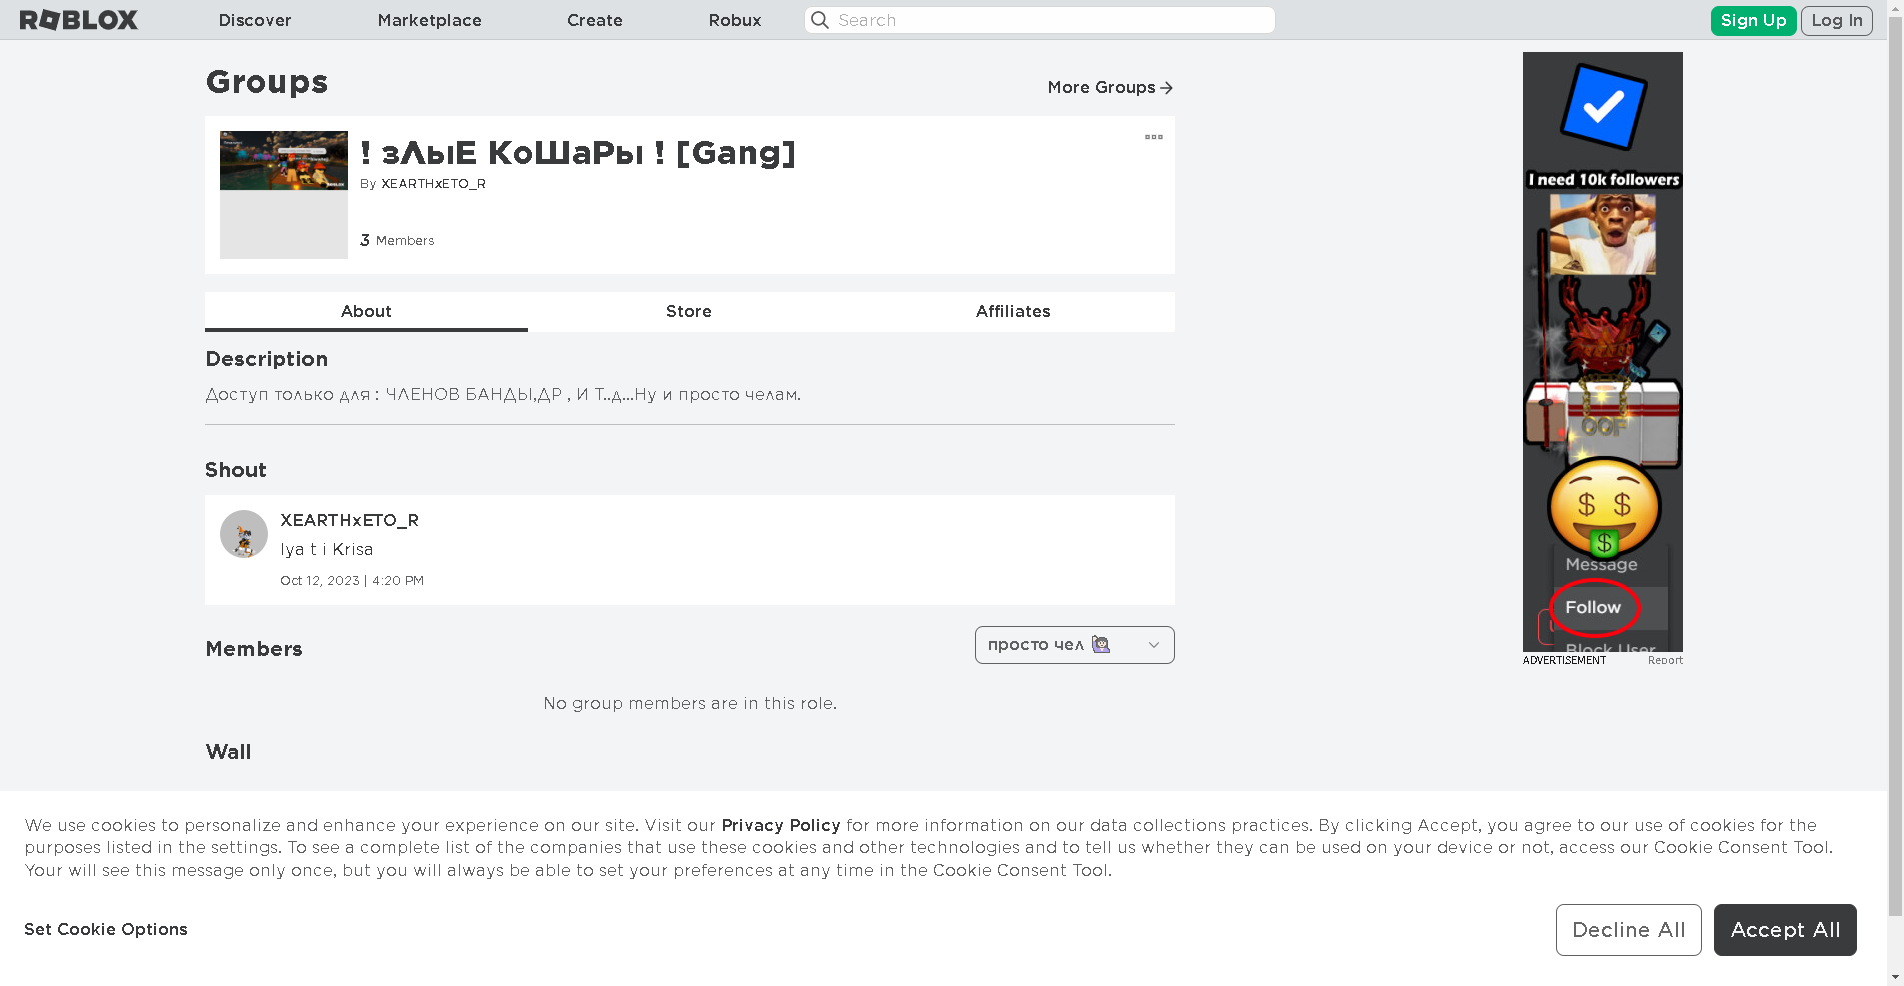 ROBLOX
Discover
Marketplace
Create
Robux
Search
Sign Up
Log In
Groups
More Groups
! зΛыЕ КоШаРы ! [Gang]
By XEARTHxETO_R
3 Members
About
Store
Affiliates
Description
Доступ только для : ЧЛЕНОВ БАНДЫ,ДР , И Т..д...Ну и просто челам.
Shout
XEARTHxETO_R
Iya t i Krisa
Oct 12, 2023 | 4:20 PM
Members
просто чел
No group members are in this role.
Wall
I need 10k followers
OOF
Message
Follow
Block User
ADVERTISEMENT
Report
We use cookies to personalize and enhance your experience on our site. Visit our Privacy Policy for more information on our data collections practices. By clicking Accept, you agree to our use of cookies for the
purposes listed in the settings. To see a complete list of the companies that use these cookies and other technologies and to tell us whether they can be used on your device or not, access our Cookie Consent Tool.
Your will see this message only once, but you will always be able to set your preferences at any time in the Cookie Consent Tool.
Set Cookie Options
Decline All
Accept All